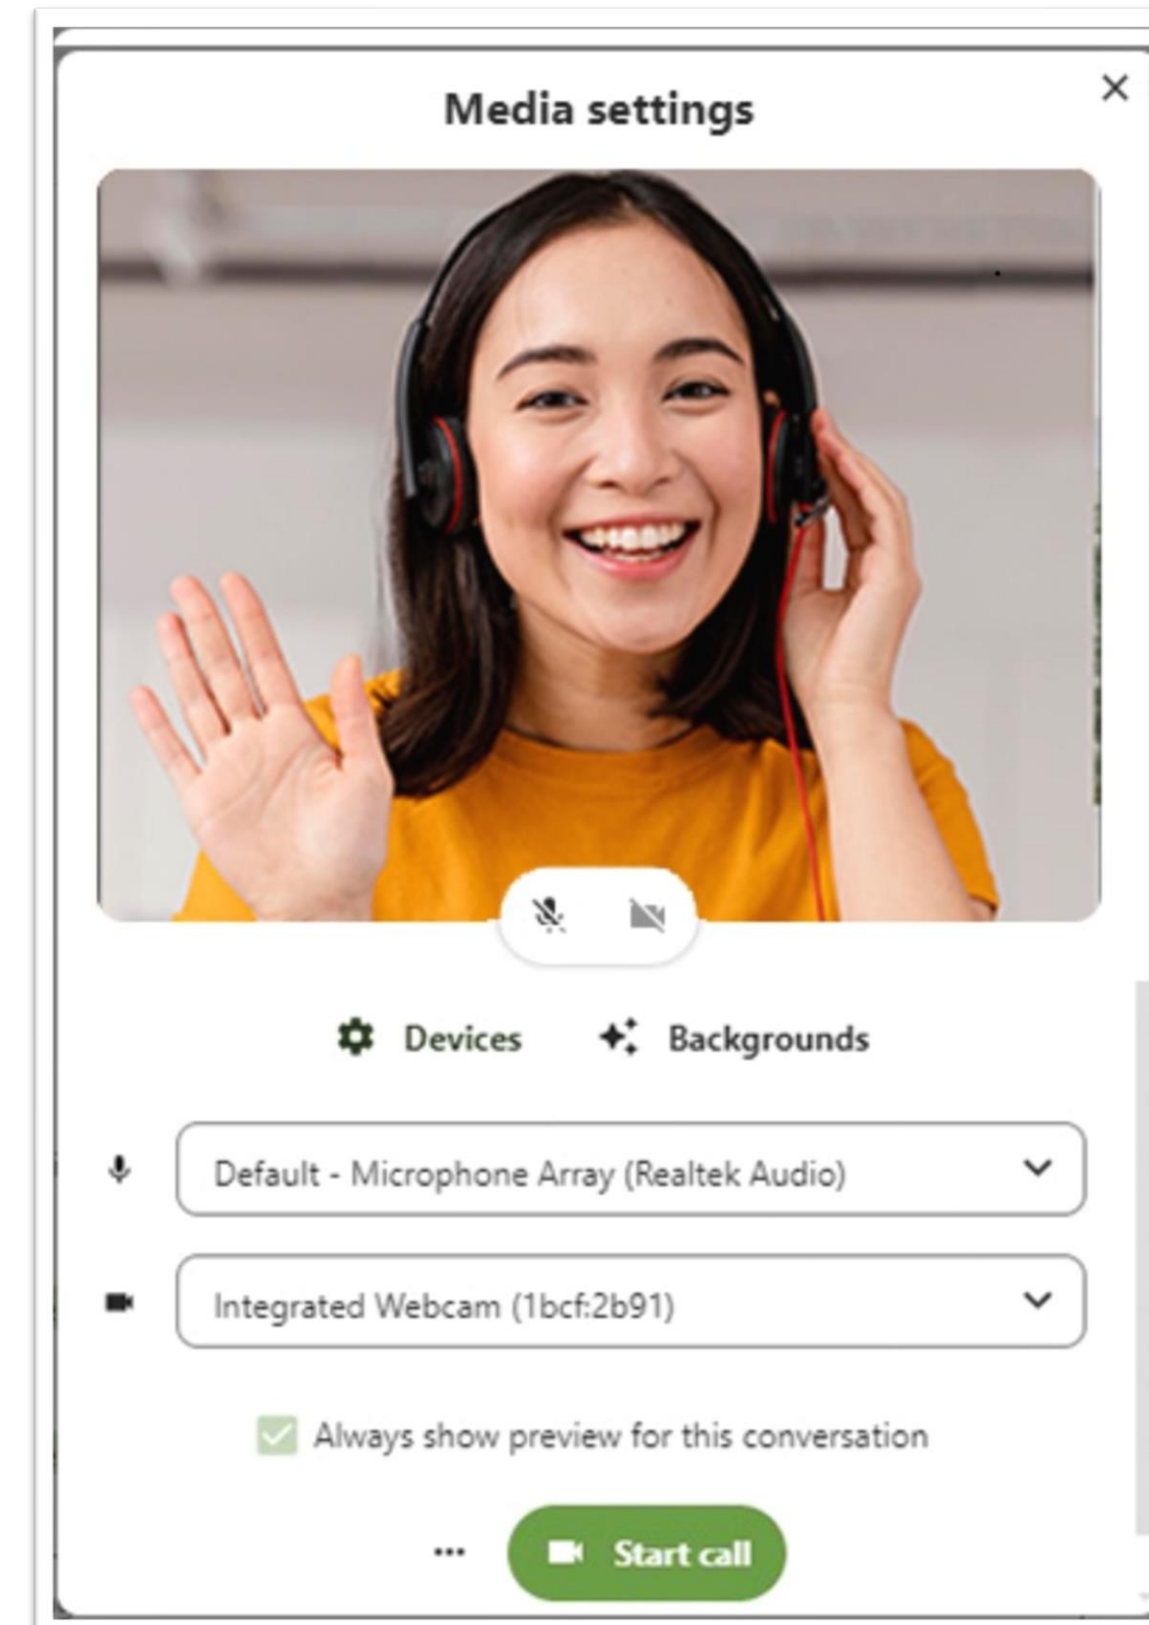 Media settings
Devices
Backgrounds
Default - Microphone Array (Realtek Audio)
Integrated Webcam (1bcf:2b91)
Always show preview for this conversation
Start call